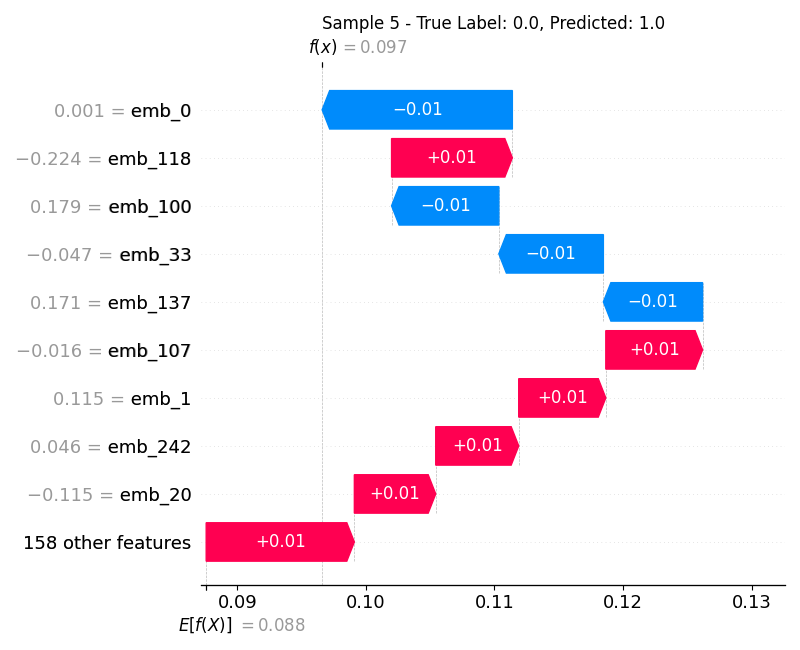 Sample 5 - True Label: 0.0, Predicted: 1.0
f(x) = 0.097
0.001 = emb_0 −0.01
−0.224 = emb_118 +0.01
0.179 = emb_100 −0.01
−0.047 = emb_33 −0.01
0.171 = emb_137 −0.01
−0.016 = emb_107 +0.01
0.115 = emb_1 +0.01
0.046 = emb_242 +0.01
−0.115 = emb_20 +0.01
158 other features +0.01
0.09 0.10 0.11 0.12 0.13
E[f(X)] = 0.088